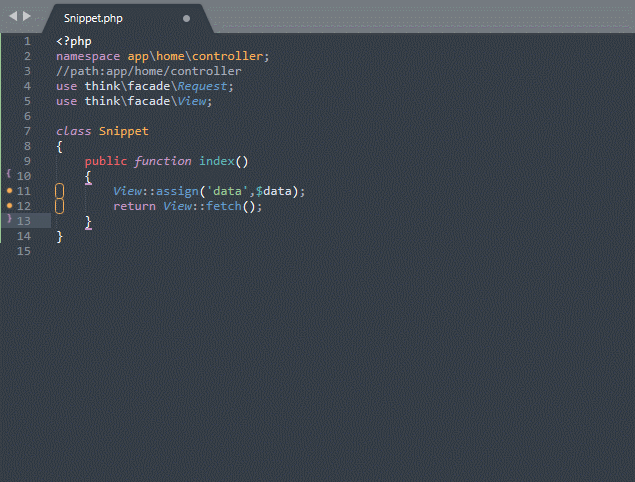 Snippet.php
1 <?php
2 namespace app\home\controller;
3 //path:app/home/controller
4 use think\facade\Request;
5 use think\facade\View;
6
7 class Snippet
8 {
9 public function index()
10 {
11 View::assign('data',$data);
12 return View::fetch();
13 }
14 }
15